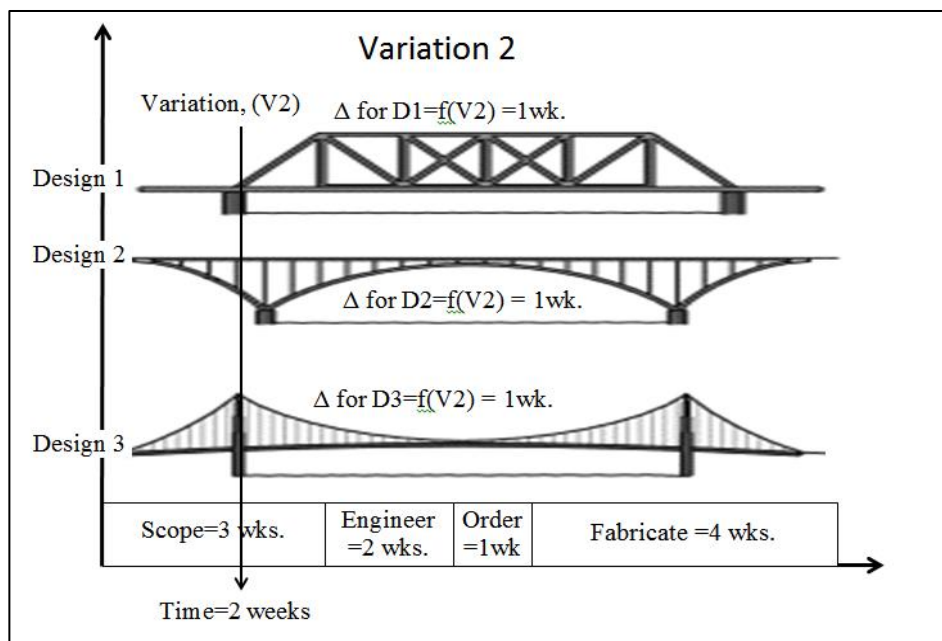 Variation 2
Variation, (V2)
Δ for D1=f(V2) =1wk.
Design 1
Design 2
Δ for D2=f(V2) = 1wk.
Δ for D3=f(V2) = 1wk.
Design 3
Scope=3 wks.
Engineer
=2 wks.
Order
=1wk
Fabricate =4 wks.
Time=2 weeks